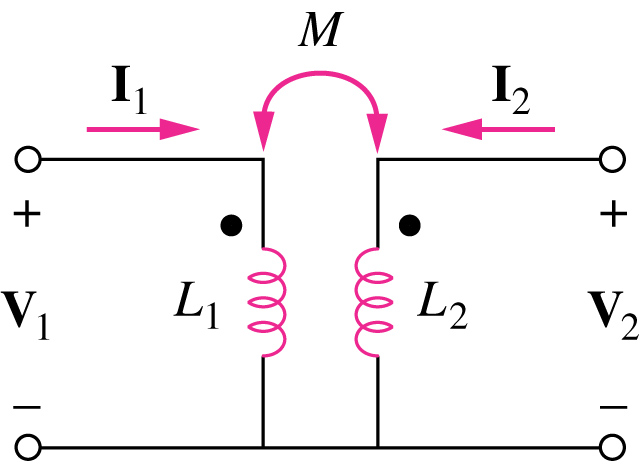 M
I₁ I₂
+ +
L₁ L₂
V₁ V₂
− −